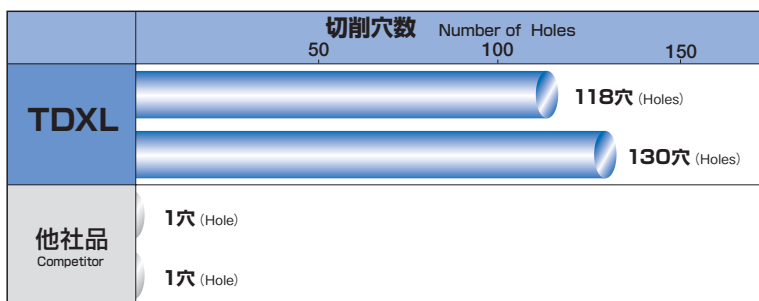 切削穴数 Number of Holes
50 100 150
TDXL
118穴 (Holes)
130穴 (Holes)
他社品
Competitor
1穴 (Hole)
1穴 (Hole)